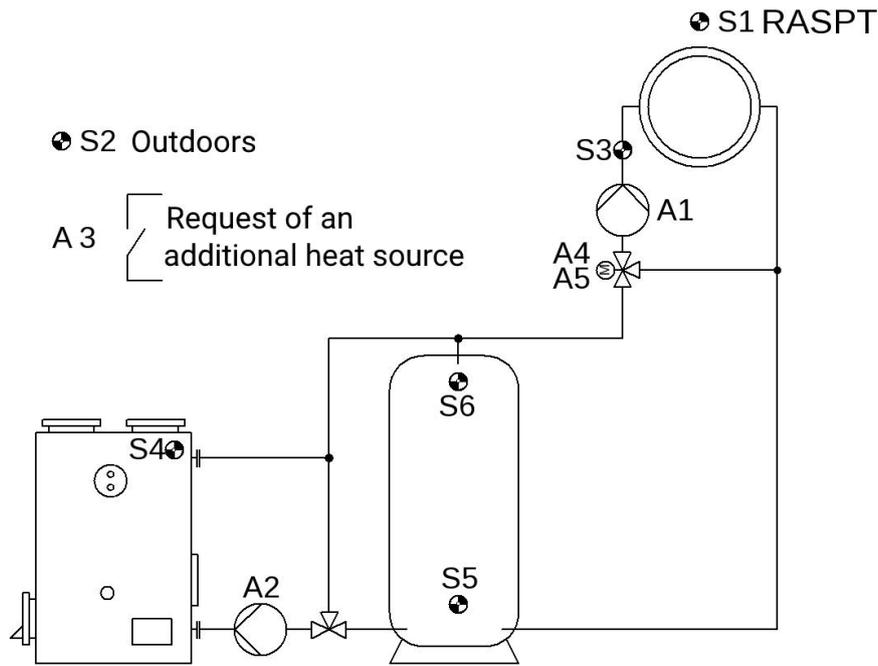 S1 RASPT
S2 Outdoors
S3
A1
A 3
Request of an
additional heat source
A4
A5
M
S6
S4
S5
A2